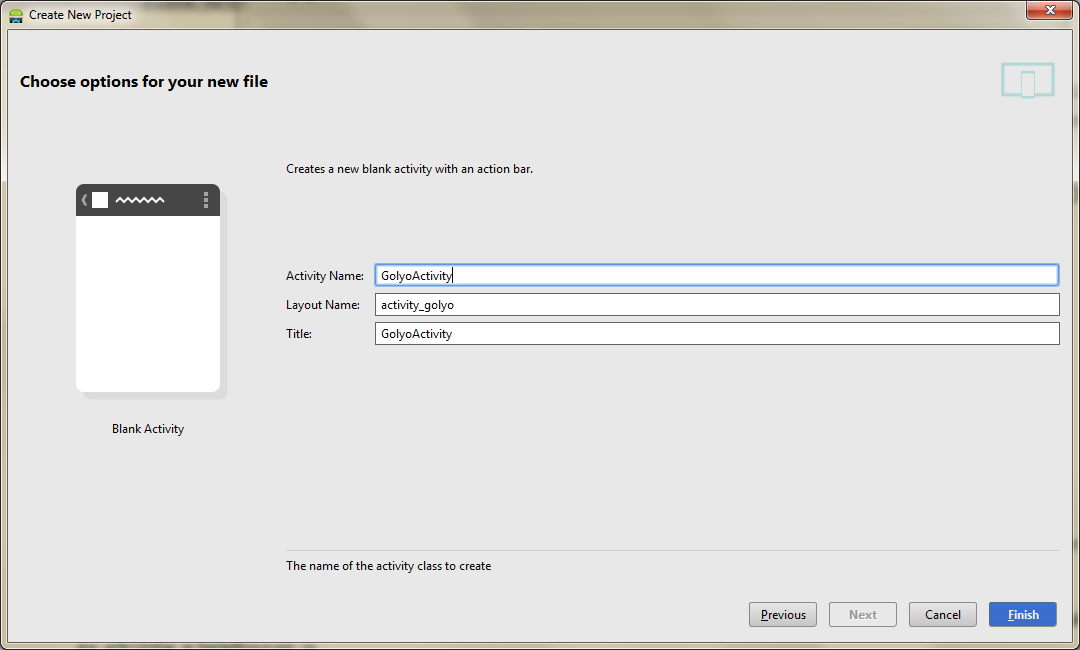 Create New Project
Choose options for your new file
Creates a new blank activity with an action bar.
Activity Name: GolyoActivity
Layout Name: activity_golyo
Title: GolyoActivity
Blank Activity
The name of the activity class to create
Previous Next Cancel Finish